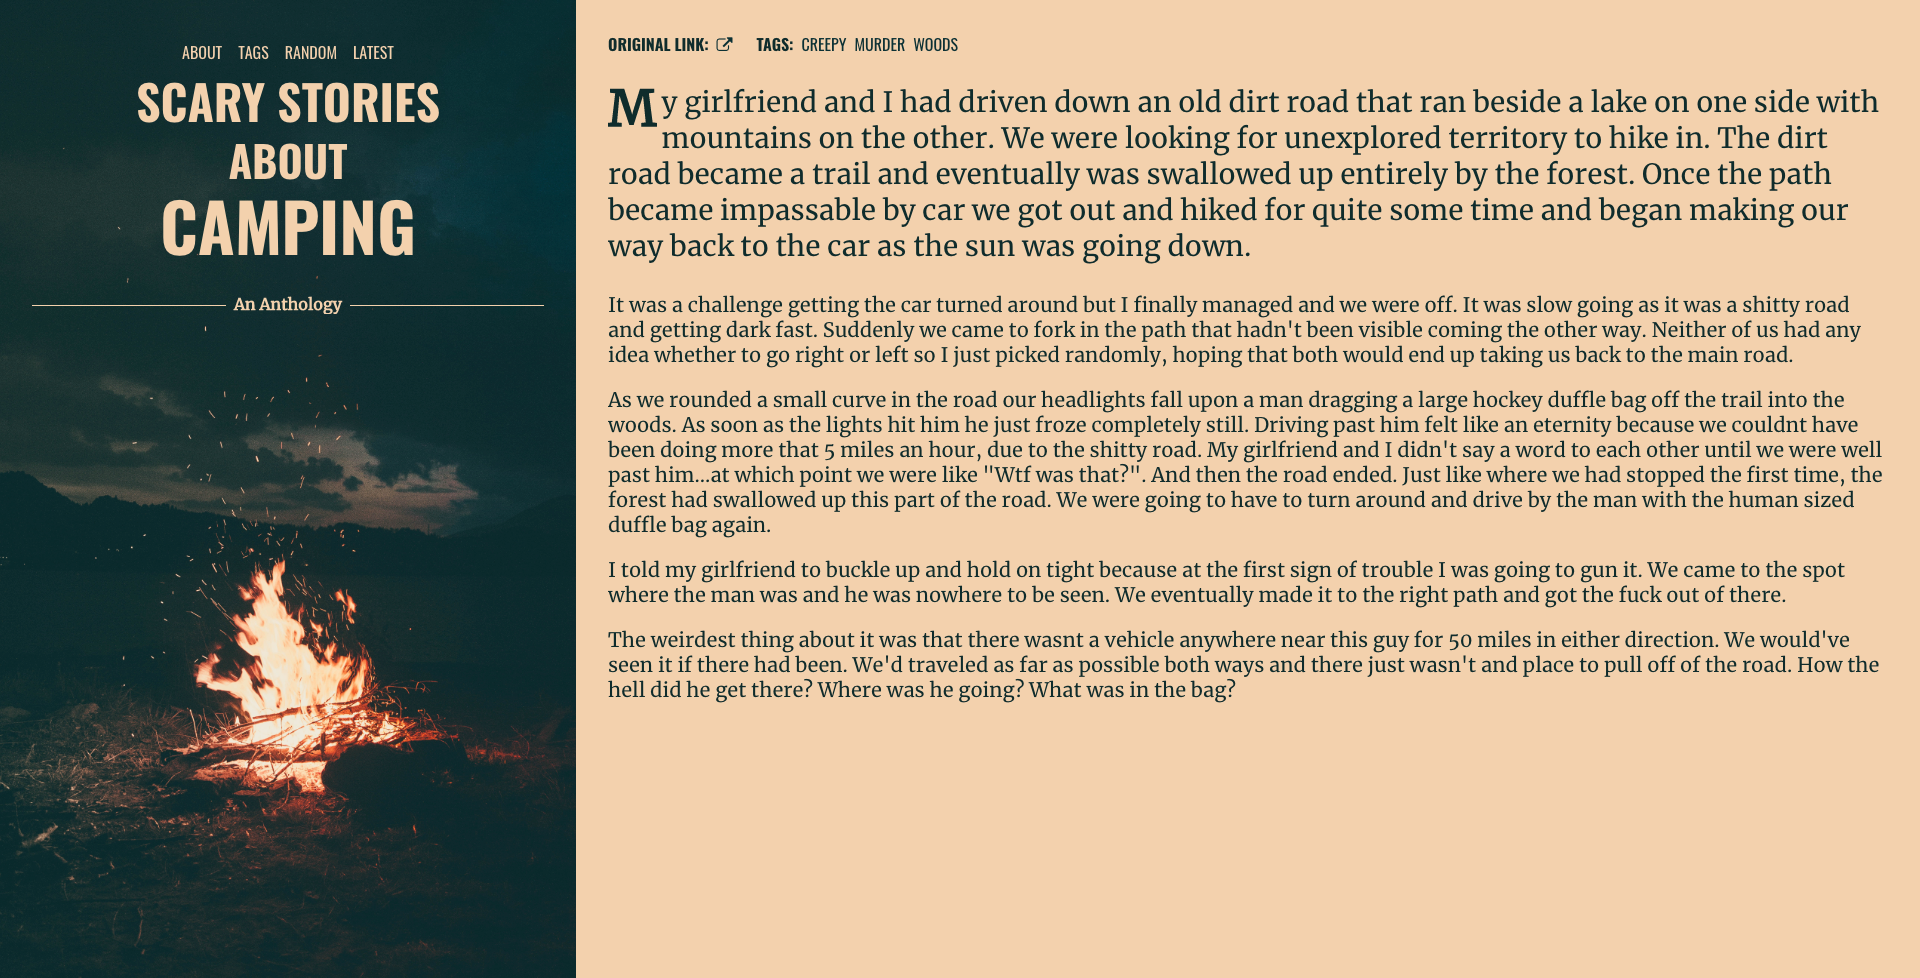 ABOUT TAGS RANDOM LATEST
SCARY STORIES
ABOUT
CAMPING
An Anthology
ORIGINAL LINK: TAGS: CREEPY MURDER WOODS
My girlfriend and I had driven down an old dirt road that ran beside a lake on one side with
mountains on the other. We were looking for unexplored territory to hike in. The dirt
road became a trail and eventually was swallowed up entirely by the forest. Once the path
became impassable by car we got out and hiked for quite some time and began making our
way back to the car as the sun was going down.
It was a challenge getting the car turned around but I finally managed and we were off. It was slow going as it was a shitty road
and getting dark fast. Suddenly we came to fork in the path that hadn't been visible coming the other way. Neither of us had any
idea whether to go right or left so I just picked randomly, hoping that both would end up taking us back to the main road.
As we rounded a small curve in the road our headlights fall upon a man dragging a large hockey duffle bag off the trail into the
woods. As soon as the lights hit him he just froze completely still. Driving past him felt like an eternity because we couldnt have
been doing more that 5 miles an hour, due to the shitty road. My girlfriend and I didn't say a word to each other until we were well
past him...at which point we were like "Wtf was that?". And then the road ended. Just like where we had stopped the first time, the
forest had swallowed up this part of the road. We were going to have to turn around and drive by the man with the human sized
duffle bag again.
I told my girlfriend to buckle up and hold on tight because at the first sign of trouble I was going to gun it. We came to the spot
where the man was and he was nowhere to be seen. We eventually made it to the right path and got the fuck out of there.
The weirdest thing about it was that there wasnt a vehicle anywhere near this guy for 50 miles in either direction. We would've
seen it if there had been. We'd traveled as far as possible both ways and there just wasn't and place to pull off of the road. How the
hell did he get there? Where was he going? What was in the bag?